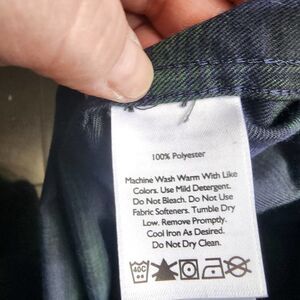 100% Polyester
Machine Wash Warm With Like
Colors. Use Mild Detergent.
Do Not Bleach. Do Not Use
Fabric Softeners. Tumble Dry
Low. Remove Promptly.
Cool Iron As Desired.
Do Not Dry Clean.
40C